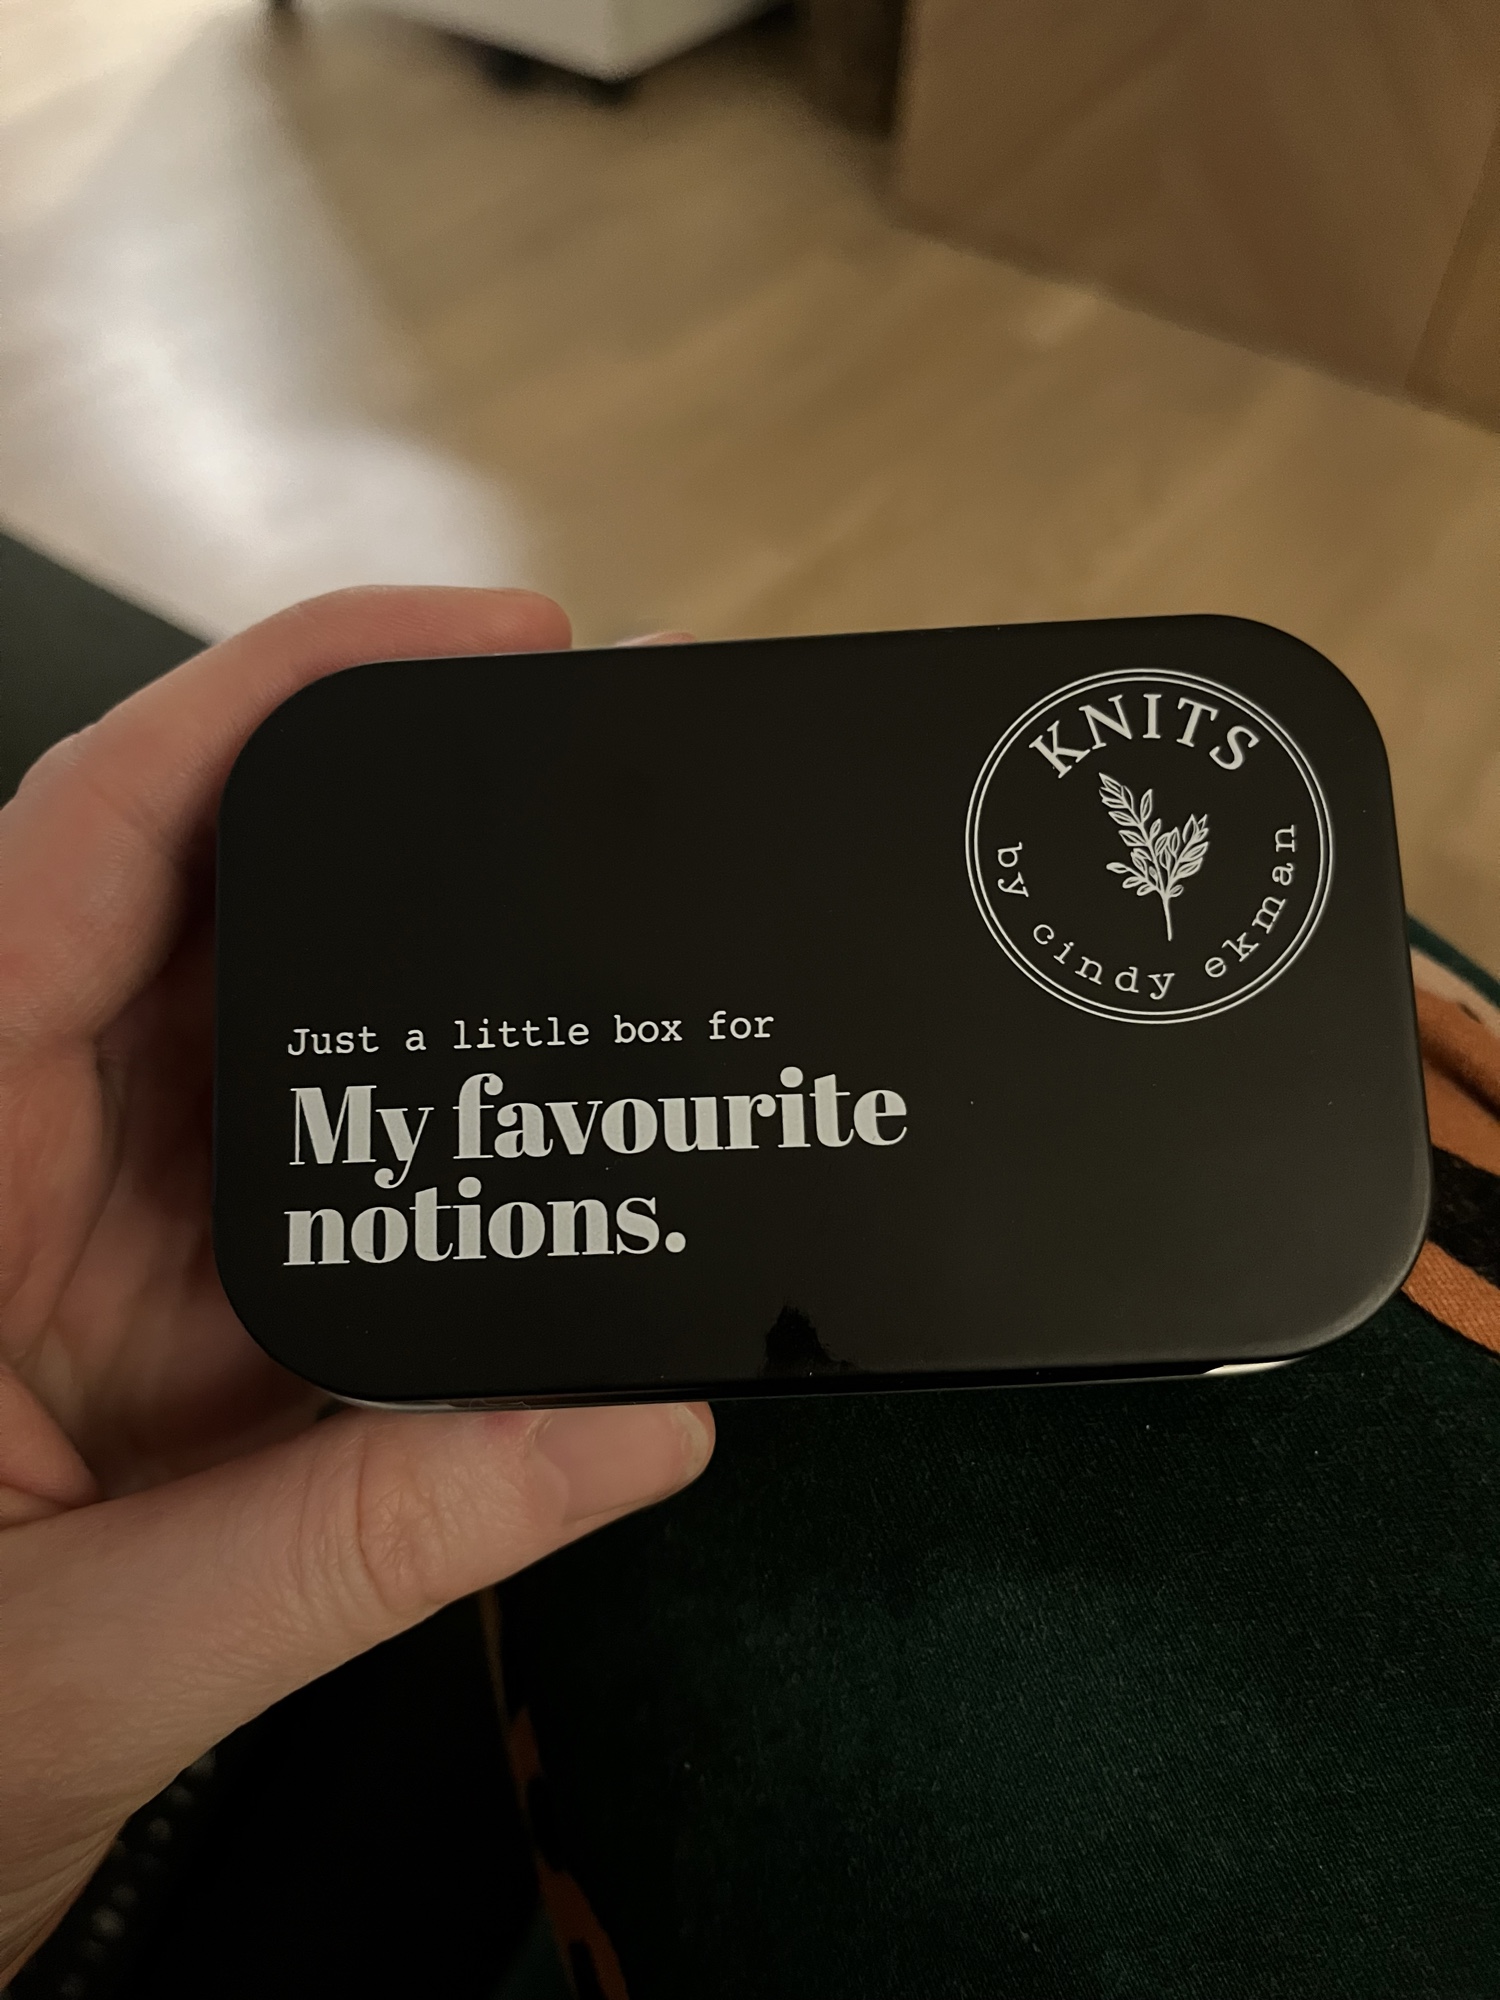 KNITS
by cindy ekman
Just a little box for
My favourite
notions.